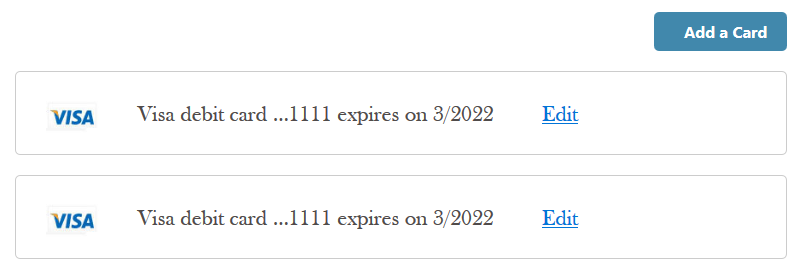 Add a Card
VISA Visa debit card ...1111 expires on 3/2022 Edit
VISA Visa debit card ...1111 expires on 3/2022 Edit